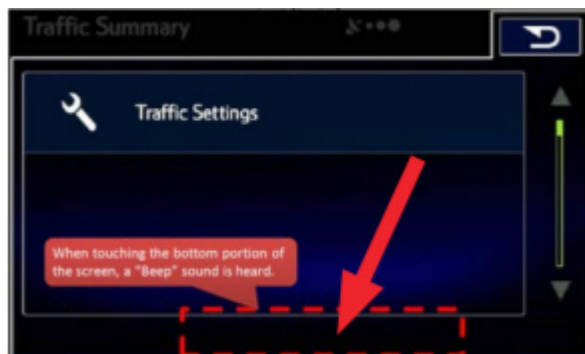 Traffic Summary
Traffic Settings
When touching the bottom portion of
the screen, a "Beep" sound is heard.